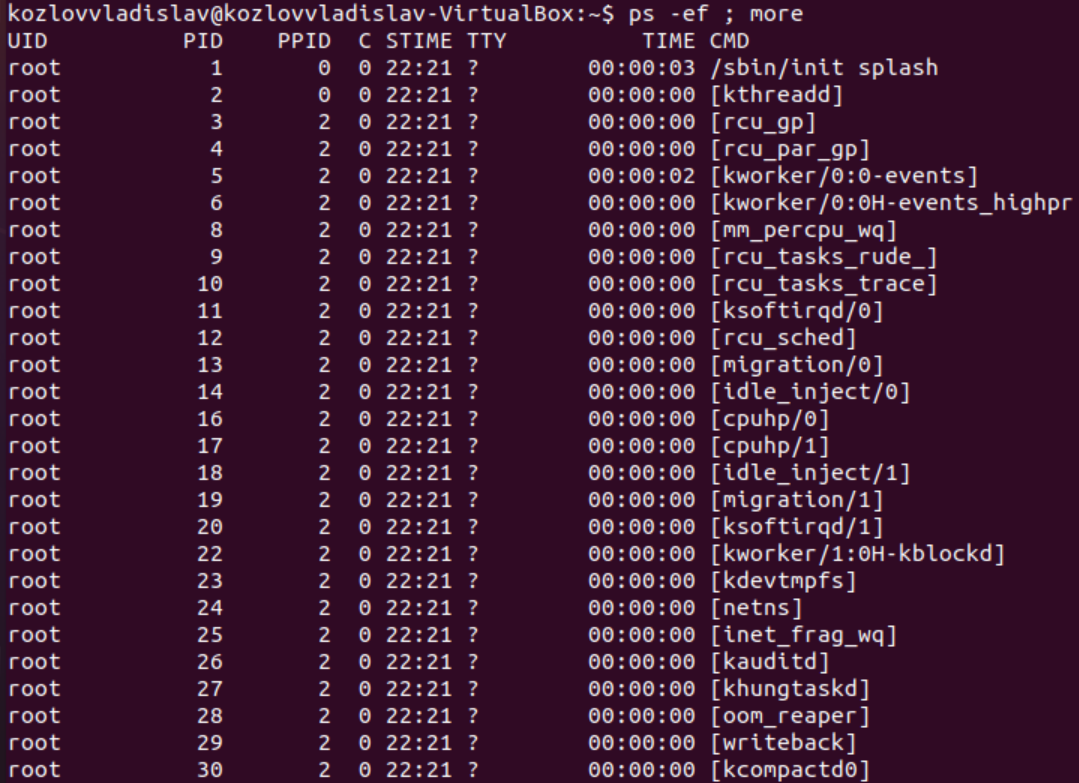 kozlovvladislav@kozlovvladislav-VirtualBox:~$ ps -ef ; more
UID PID PPID C STIME TTY TIME CMD
root 1 0 0 22:21 ? 00:00:03 /sbin/init splash
root 2 0 0 22:21 ? 00:00:00 [kthreadd]
root 3 2 0 22:21 ? 00:00:00 [rcu_gp]
root 4 2 0 22:21 ? 00:00:00 [rcu_par_gp]
root 5 2 0 22:21 ? 00:00:02 [kworker/0:0-events]
root 6 2 0 22:21 ? 00:00:00 [kworker/0:0H-events_highpr
root 8 2 0 22:21 ? 00:00:00 [mm_percpu_wq]
root 9 2 0 22:21 ? 00:00:00 [rcu_tasks_rude_]
root 10 2 0 22:21 ? 00:00:00 [rcu_tasks_trace]
root 11 2 0 22:21 ? 00:00:00 [ksoftirqd/0]
root 12 2 0 22:21 ? 00:00:00 [rcu_sched]
root 13 2 0 22:21 ? 00:00:00 [migration/0]
root 14 2 0 22:21 ? 00:00:00 [idle_inject/0]
root 16 2 0 22:21 ? 00:00:00 [cpuhp/0]
root 17 2 0 22:21 ? 00:00:00 [cpuhp/1]
root 18 2 0 22:21 ? 00:00:00 [idle_inject/1]
root 19 2 0 22:21 ? 00:00:00 [migration/1]
root 20 2 0 22:21 ? 00:00:00 [ksoftirqd/1]
root 22 2 0 22:21 ? 00:00:00 [kworker/1:0H-kblockd]
root 23 2 0 22:21 ? 00:00:00 [kdevtmpfs]
root 24 2 0 22:21 ? 00:00:00 [netns]
root 25 2 0 22:21 ? 00:00:00 [inet_frag_wq]
root 26 2 0 22:21 ? 00:00:00 [kauditd]
root 27 2 0 22:21 ? 00:00:00 [khungtaskd]
root 28 2 0 22:21 ? 00:00:00 [oom_reaper]
root 29 2 0 22:21 ? 00:00:00 [writeback]
root 30 2 0 22:21 ? 00:00:00 [kcompactd0]